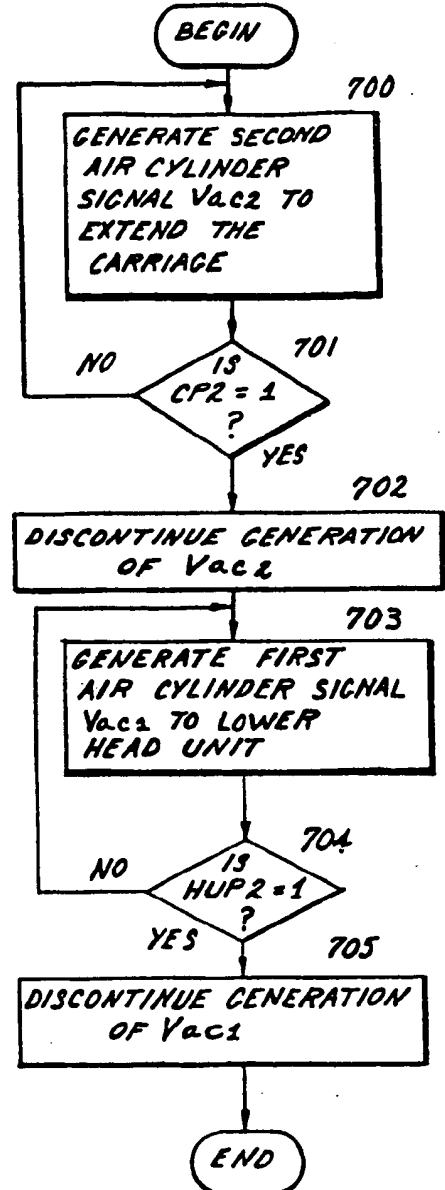 BEGIN
700
GENERATE SECOND
AIR CYLINDER
SIGNAL Vac2 TO
EXTEND THE
CARRIAGE
701
NO
IS
CP2 = 1
?
YES
702
DISCONTINUE GENERATION
OF Vac2
703
GENERATE FIRST
AIR CYLINDER SIGNAL
Vac1 TO LOWER
HEAD UNIT
704
NO
IS
HUP2 = 1
?
YES
705
DISCONTINUE GENERATION
OF Vac1
END